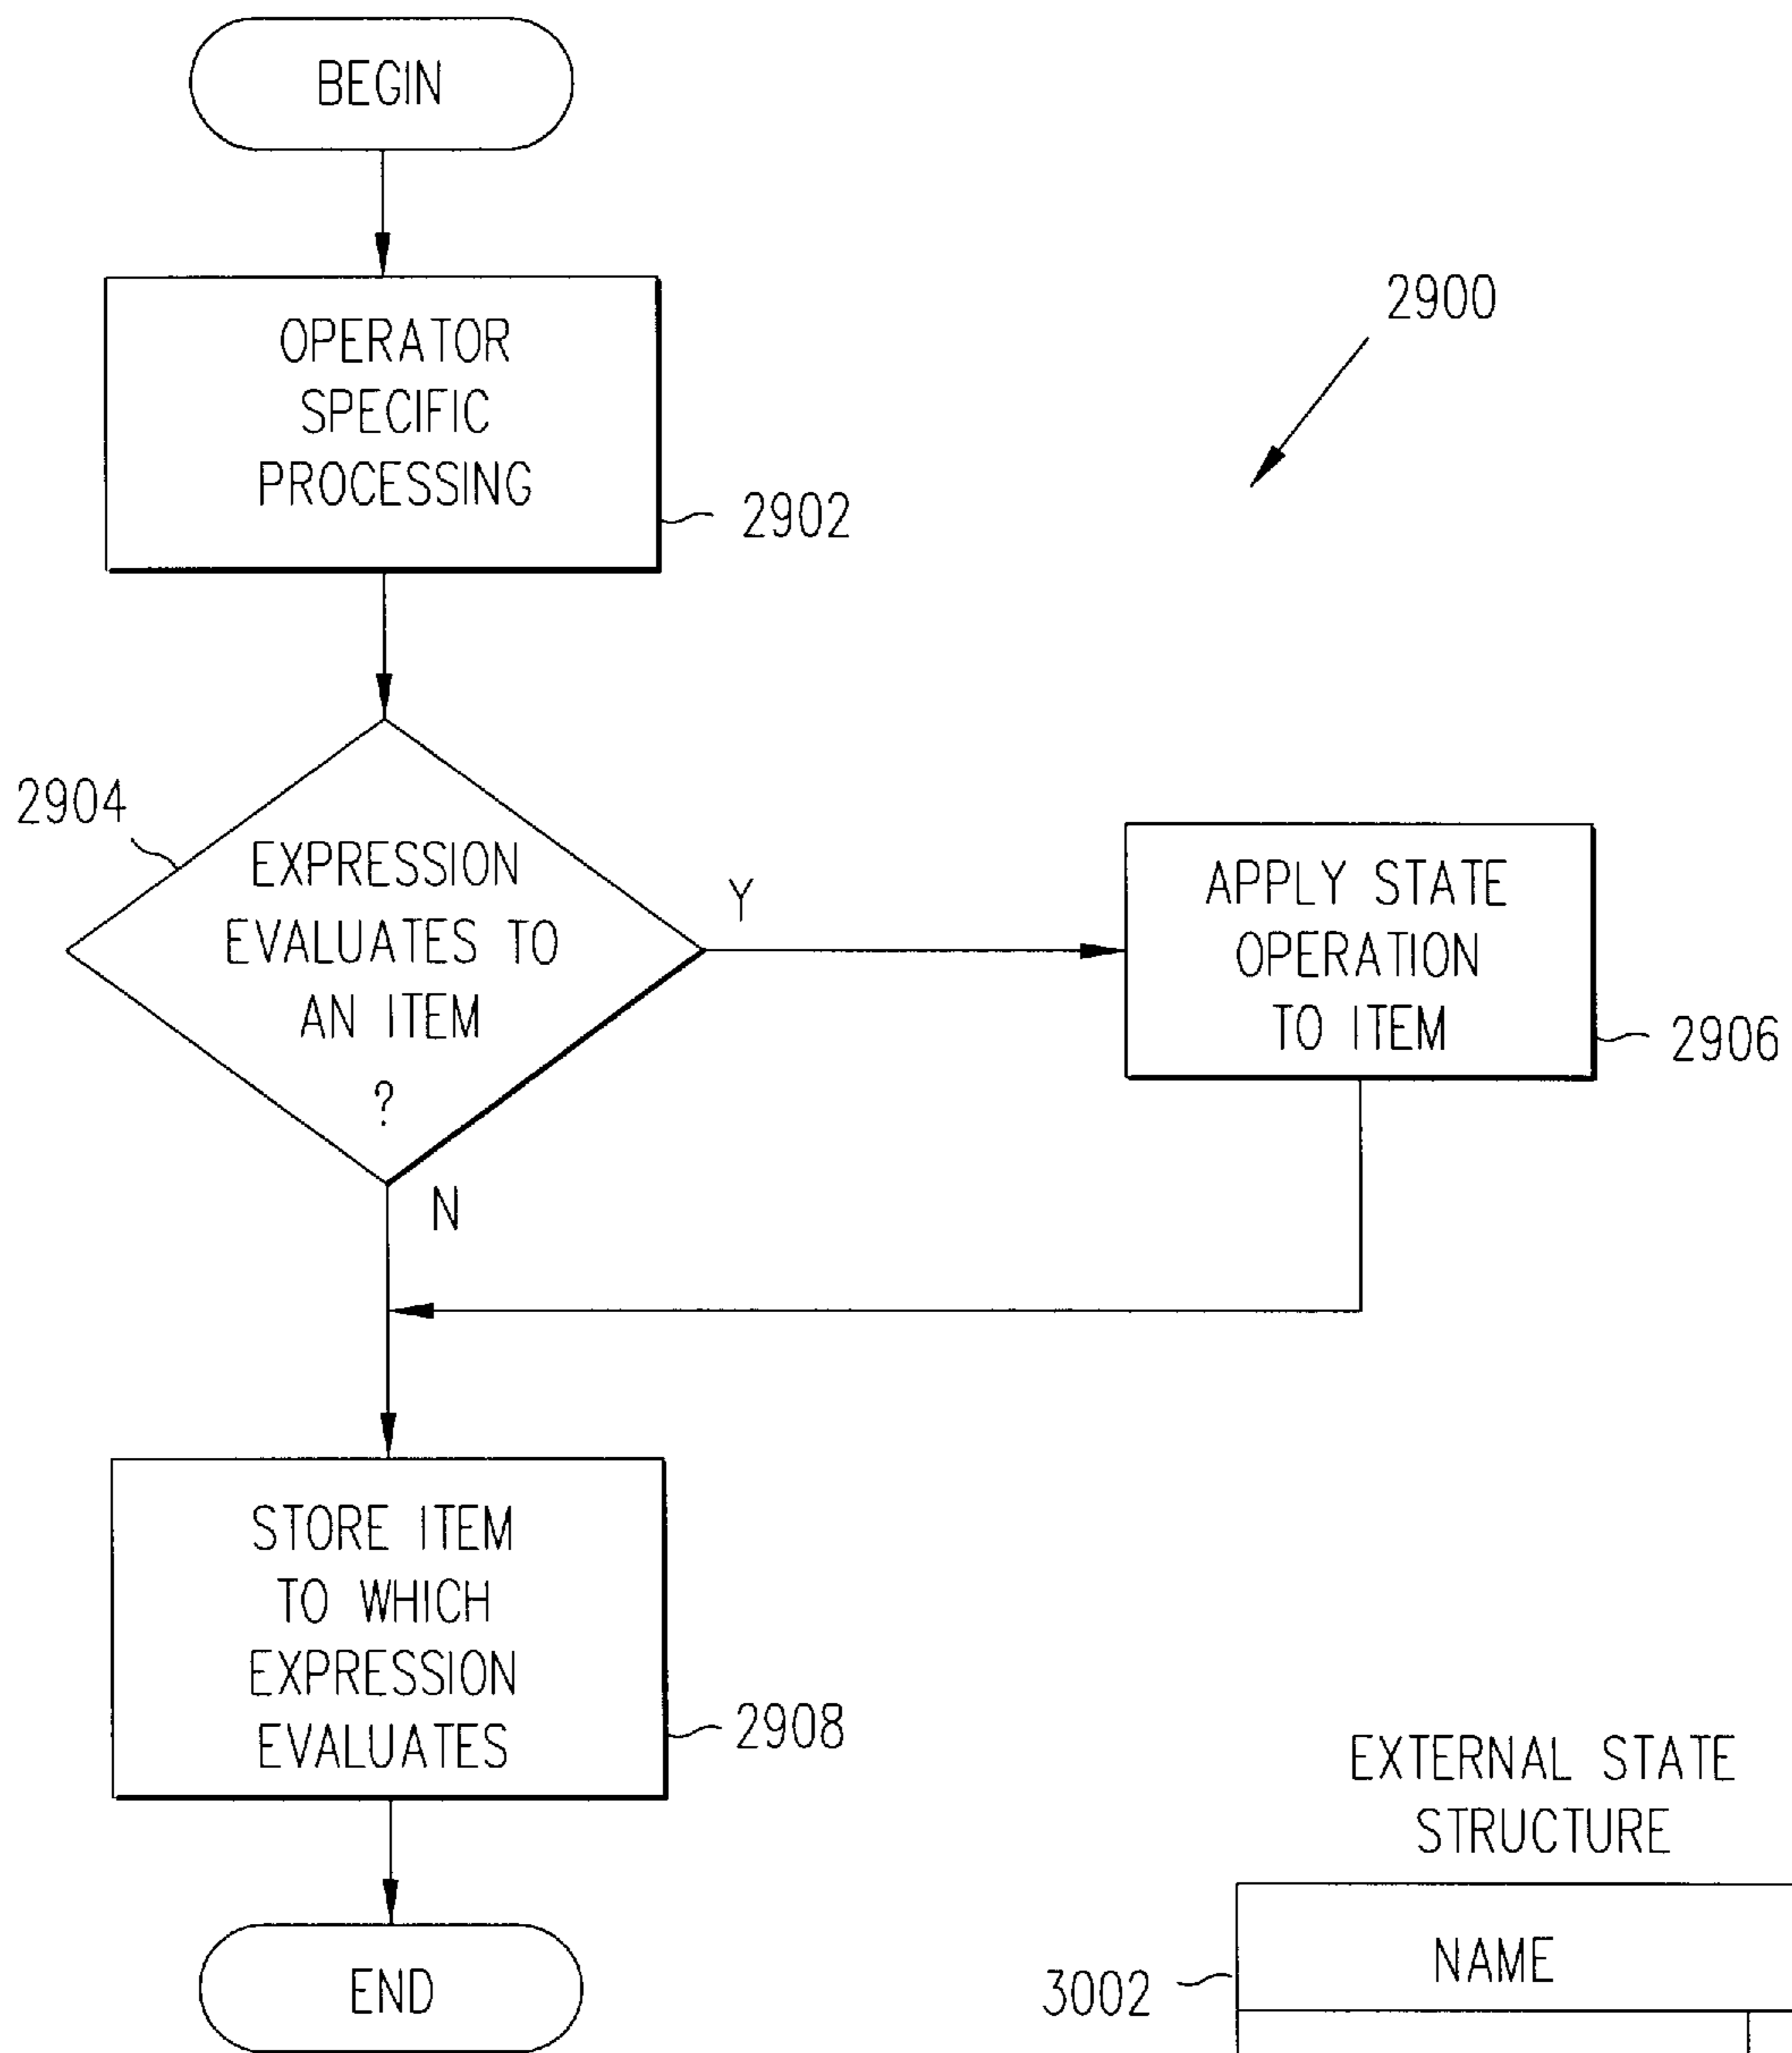 BEGIN
OPERATOR
SPECIFIC
PROCESSING
2902
2900
2904
EXPRESSION
EVALUATES TO
AN ITEM
?
Y
N
APPLY STATE
OPERATION
TO ITEM
2906
STORE ITEM
TO WHICH
EXPRESSION
EVALUATES
2908
END
EXTERNAL STATE
STRUCTURE
NAME
3002